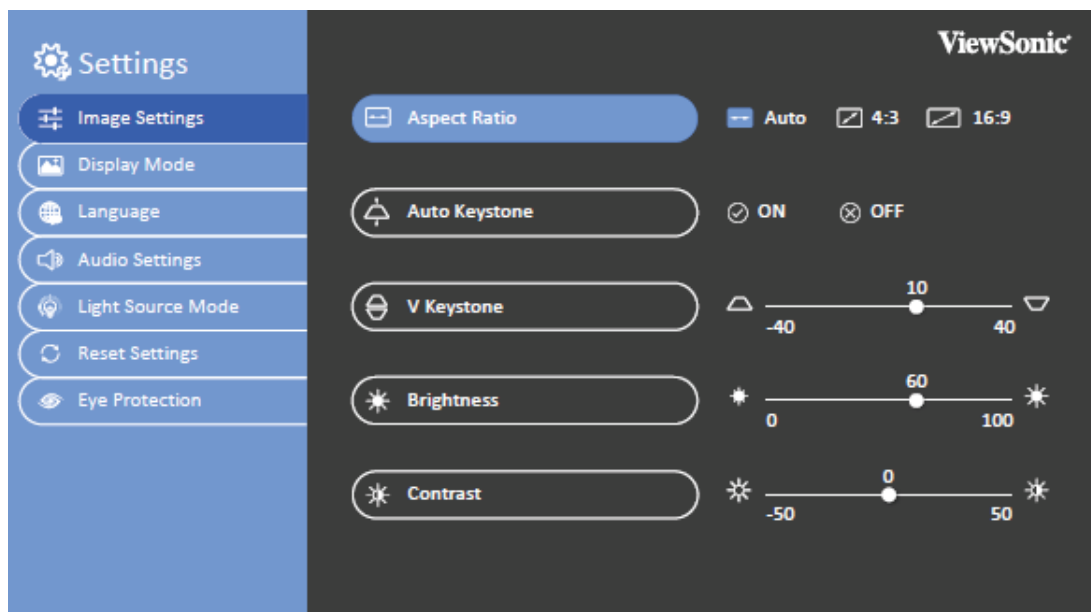 ViewSonic
Settings
Image Settings
Display Mode
Language
Audio Settings
Light Source Mode
Reset Settings
Eye Protection
Aspect Ratio Auto 4:3 16:9
Auto Keystone ON OFF
V Keystone 10
-40 40
Brightness 60
0 100
Contrast 0
-50 50